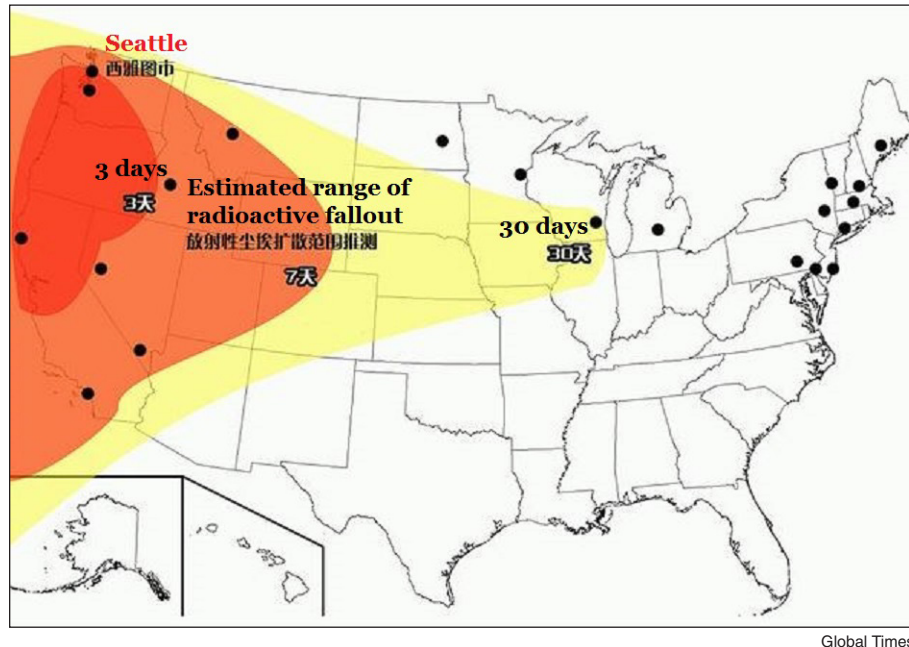 Seattle
西雅图市
3 days
3天
Estimated range of
radioactive fallout
放射性尘埃扩散范围推测
7天
30 days
30天
Global Times